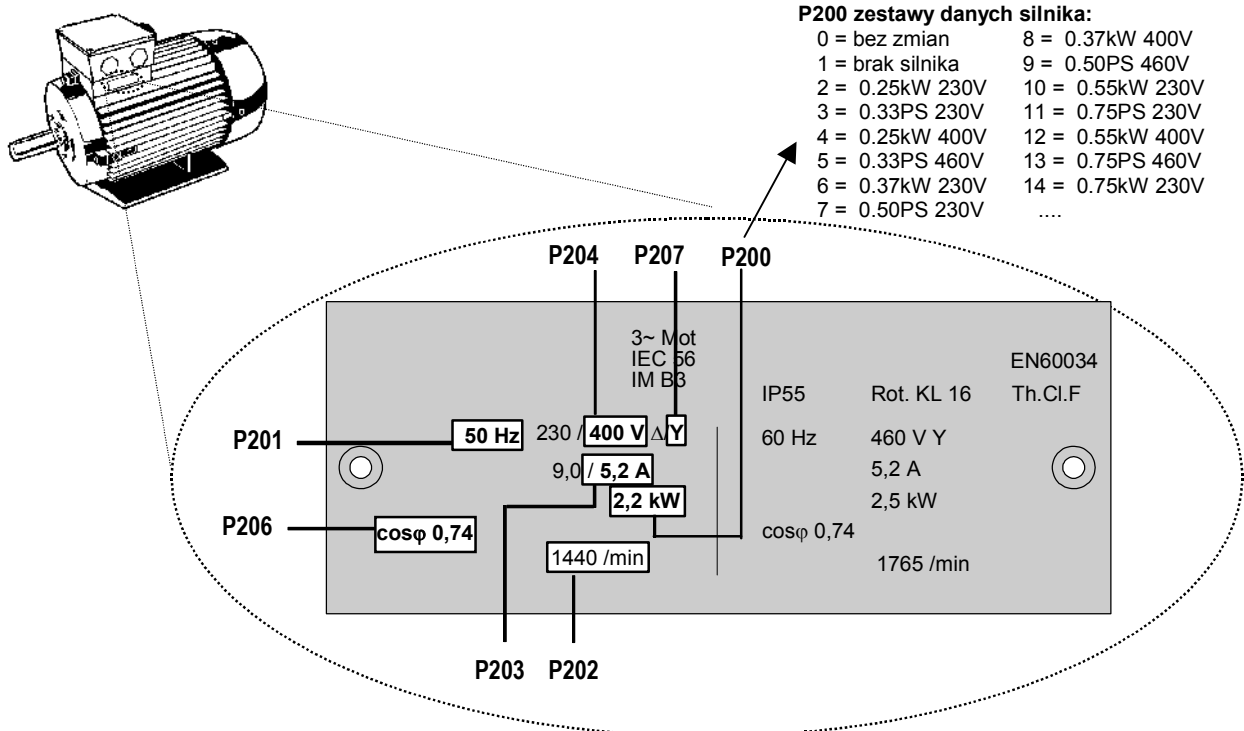 P200 zestawy danych silnika:
0 = bez zmian 8 = 0.37kW 400V
1 = brak silnika 9 = 0.50PS 460V
2 = 0.25kW 230V 10 = 0.55kW 230V
3 = 0.33PS 230V 11 = 0.75PS 230V
4 = 0.25kW 400V 12 = 0.55kW 400V
5 = 0.33PS 460V 13 = 0.75PS 460V
6 = 0.37kW 230V 14 = 0.75kW 230V
7 = 0.50PS 230V ....
P204 P207 P200
3~ Mot
IEC 56
IM B3
EN60034
IP55 Rot. KL 16 Th.Cl.F
P201 50 Hz 230 / 400 V Δ/Y 60 Hz 460 V Y
9,0 / 5,2 A 5,2 A
2,2 kW 2,5 kW
P206 cosφ 0,74 cosφ 0,74
1440 /min 1765 /min
P203 P202